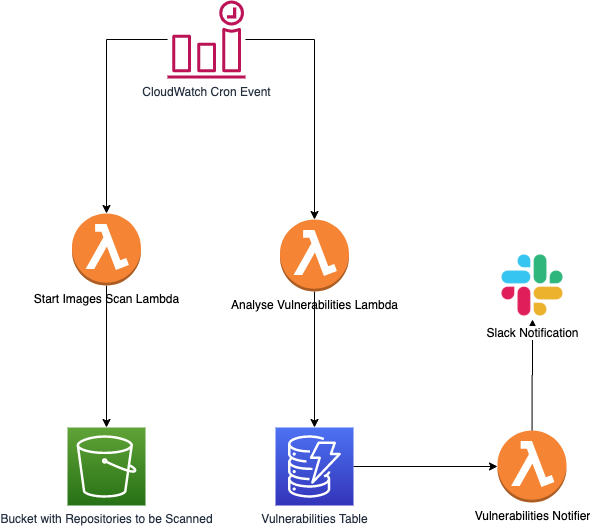 CloudWatch Cron Event
Start Images Scan Lambda
Analyse Vulnerabilities Lambda
Slack Notification
Bucket with Repositories to be Scanned
Vulnerabilities Table
Vulnerabilities Notifier